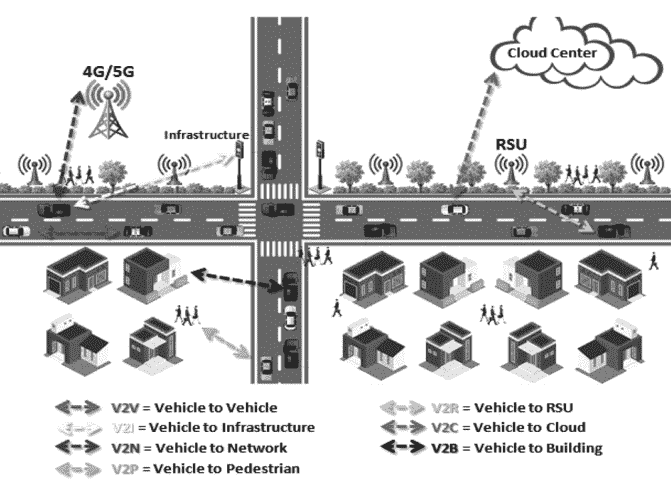 Cloud Center
4G/5G
Infrastructure
RSU
V2V = Vehicle to Vehicle
V2I = Vehicle to Infrastructure
V2N = Vehicle to Network
V2P = Vehicle to Pedestrian
V2R = Vehicle to RSU
V2C = Vehicle to Cloud
V2B = Vehicle to Building